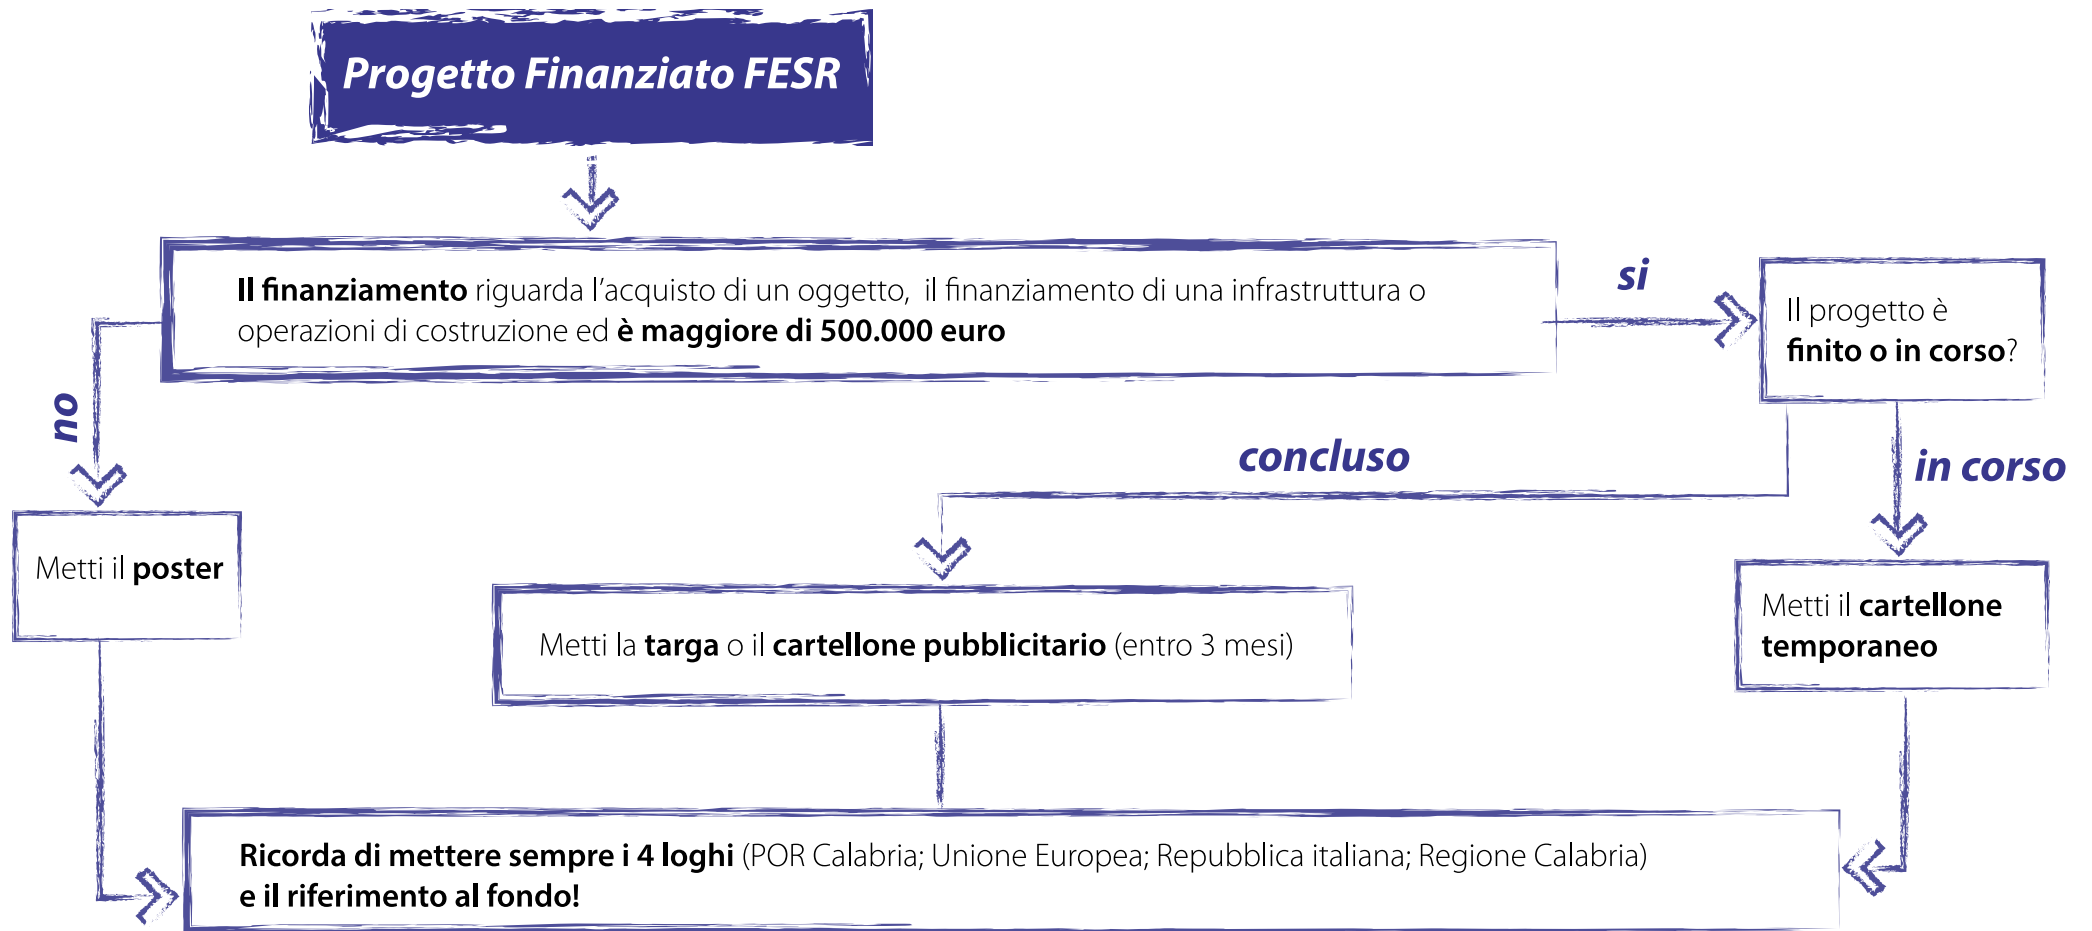 Progetto Finanziato FESR
Il finanziamento riguarda l'acquisto di un oggetto, il finanziamento di una infrastruttura o
operazioni di costruzione ed è maggiore di 500.000 euro
si
Il progetto è
finito o in corso?
no
concluso
in corso
Metti il poster
Metti la targa o il cartellone pubblicitario (entro 3 mesi)
Metti il cartellone
temporaneo
Ricorda di mettere sempre i 4 loghi (POR Calabria; Unione Europea; Repubblica italiana; Regione Calabria)
e il riferimento al fondo!